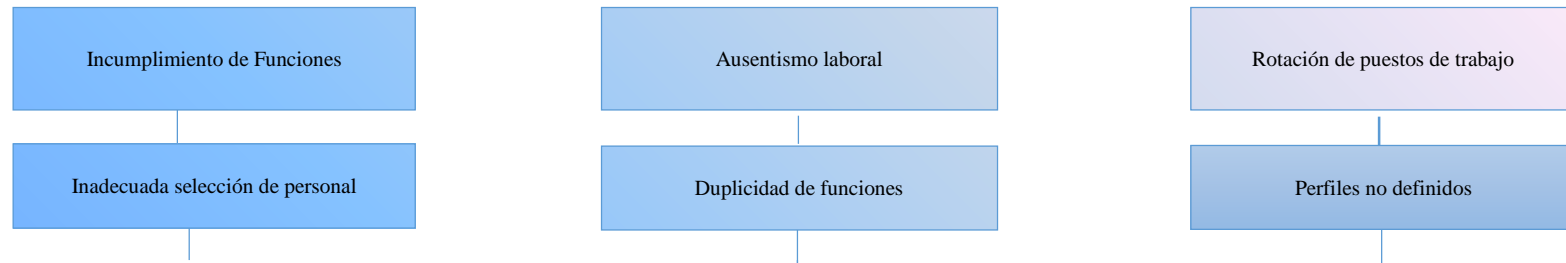 Incumplimiento de Funciones
Ausentismo laboral
Rotación de puestos de trabajo
Inadecuada selección de personal
Duplicidad de funciones
Perfiles no definidos